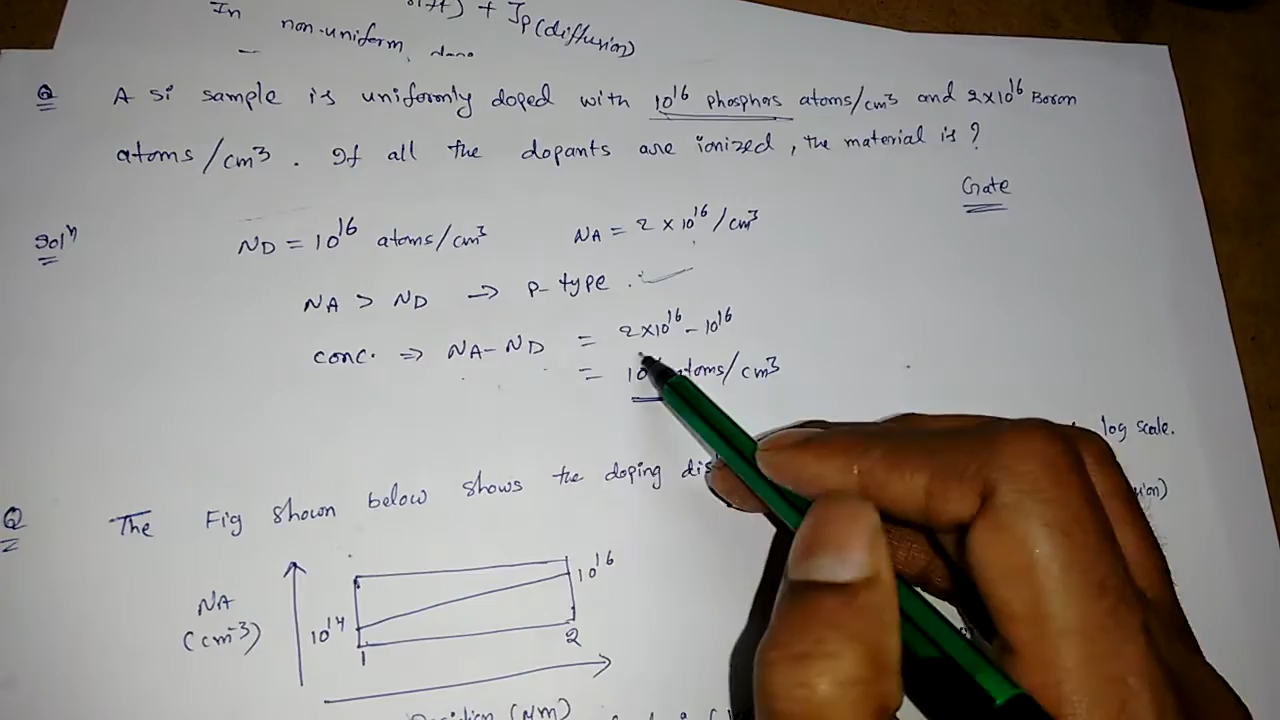 In non-uniform, + Jp(diffusion)
Q A Si sample is uniformly doped with 10^16 phosphors atoms/cm3 and 2x10^16 Boron
atoms/cm3. If all the dopants are ionized, the material is?
Gate
Solⁿ ND = 10^16 atoms/cm3 NA = 2 x 10^16 /cm3
NA > ND → p-type.
conc. ⇒ NA - ND = 2x10^16 - 10^16
= 10 atoms/cm3
log scale.
Q The Fig shown below shows the doping
NA
(cm-3)
10^14
10^16
1
2